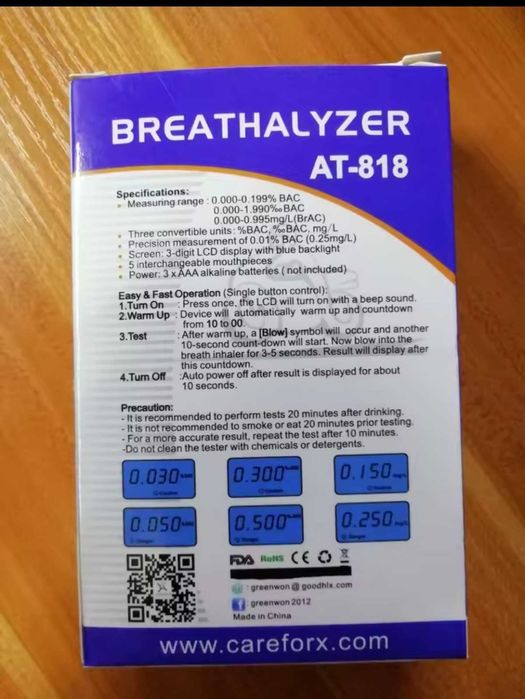 BREATHALYZER
AT-818
Specifications:
• Measuring range : 0.000-0.199% BAC
0.000-1.990‰BAC
0.000-0.995mg/L(BrAC)
• Three convertible units : %BAC, ‰BAC, mg/L
• Precision measurement of 0.01% BAC (0.25mg/L)
• Screen: 3-digit LCD display with blue backlight
• 5 interchangeable mouthpieces
• Power: 3 x AAA alkaline batteries ( not included)
Easy & Fast Operation (Single button control):
1.Turn On : Press once, the LCD will turn on with a beep sound.
2.Warm Up : Device will automatically warm up and countdown
from 10 to 00.
3.Test :After warm up, a [Blow] symbol will occur and another
10-second count-down will start. Now blow into the
breath inhaler for 3-5 seconds. Result will display after
this countdown.
4.Turn Off :Auto power off after result is displayed for about
10 seconds.
Precaution:
- It is recommended to perform tests 20 minutes after drinking.
- It is not recommended to smoke or eat 20 minutes prior testing.
- For a more accurate result, repeat the test after 10 minutes.
-Do not clean the tester with chemicals or detergents.
0.030 0.300 0.150
0.050 0.500 0.250
FDA RoHS CE
: greenwon @ goodhlx.com
: greenwon 2012
Made in China
www.careforx.com